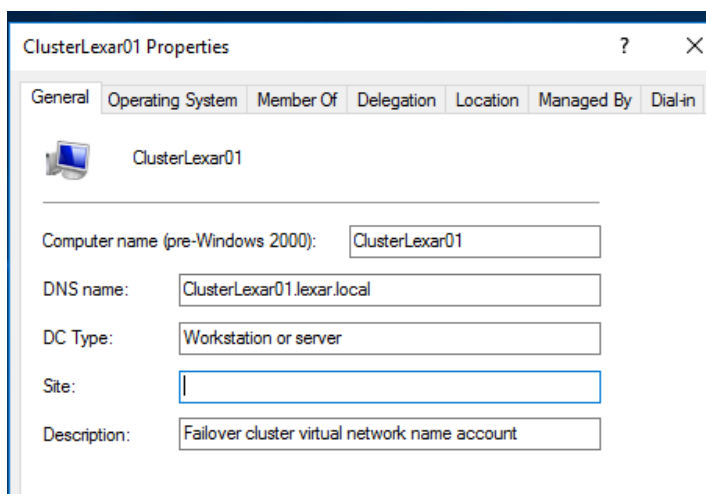 ClusterLexar01 Properties ?
General Operating System Member Of Delegation Location Managed By Dial-in
ClusterLexar01
Computer name (pre-Windows 2000): ClusterLexar01
DNS name: ClusterLexar01.lexar.local
DC Type: Workstation or server
Site:
Description: Failover cluster virtual network name account